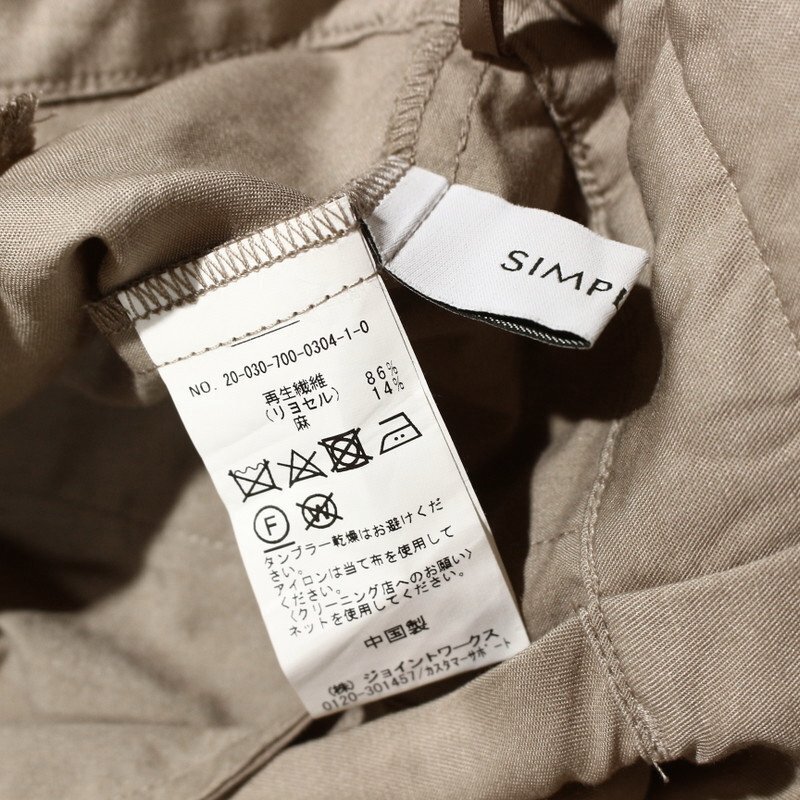 SIMPL
NO. 20-030-700-0304-1-0
再生繊維 86%
(リヨセル) 14%
麻
F W
タンブラー乾燥はお避けくだ
さい。
アイロンは当て布を使用して
ください。
〈クリーニング店へのお願い〉
ネットを使用してください。
中国製
(株)ジョイントワークス
0120-301457/カスタマーサポート